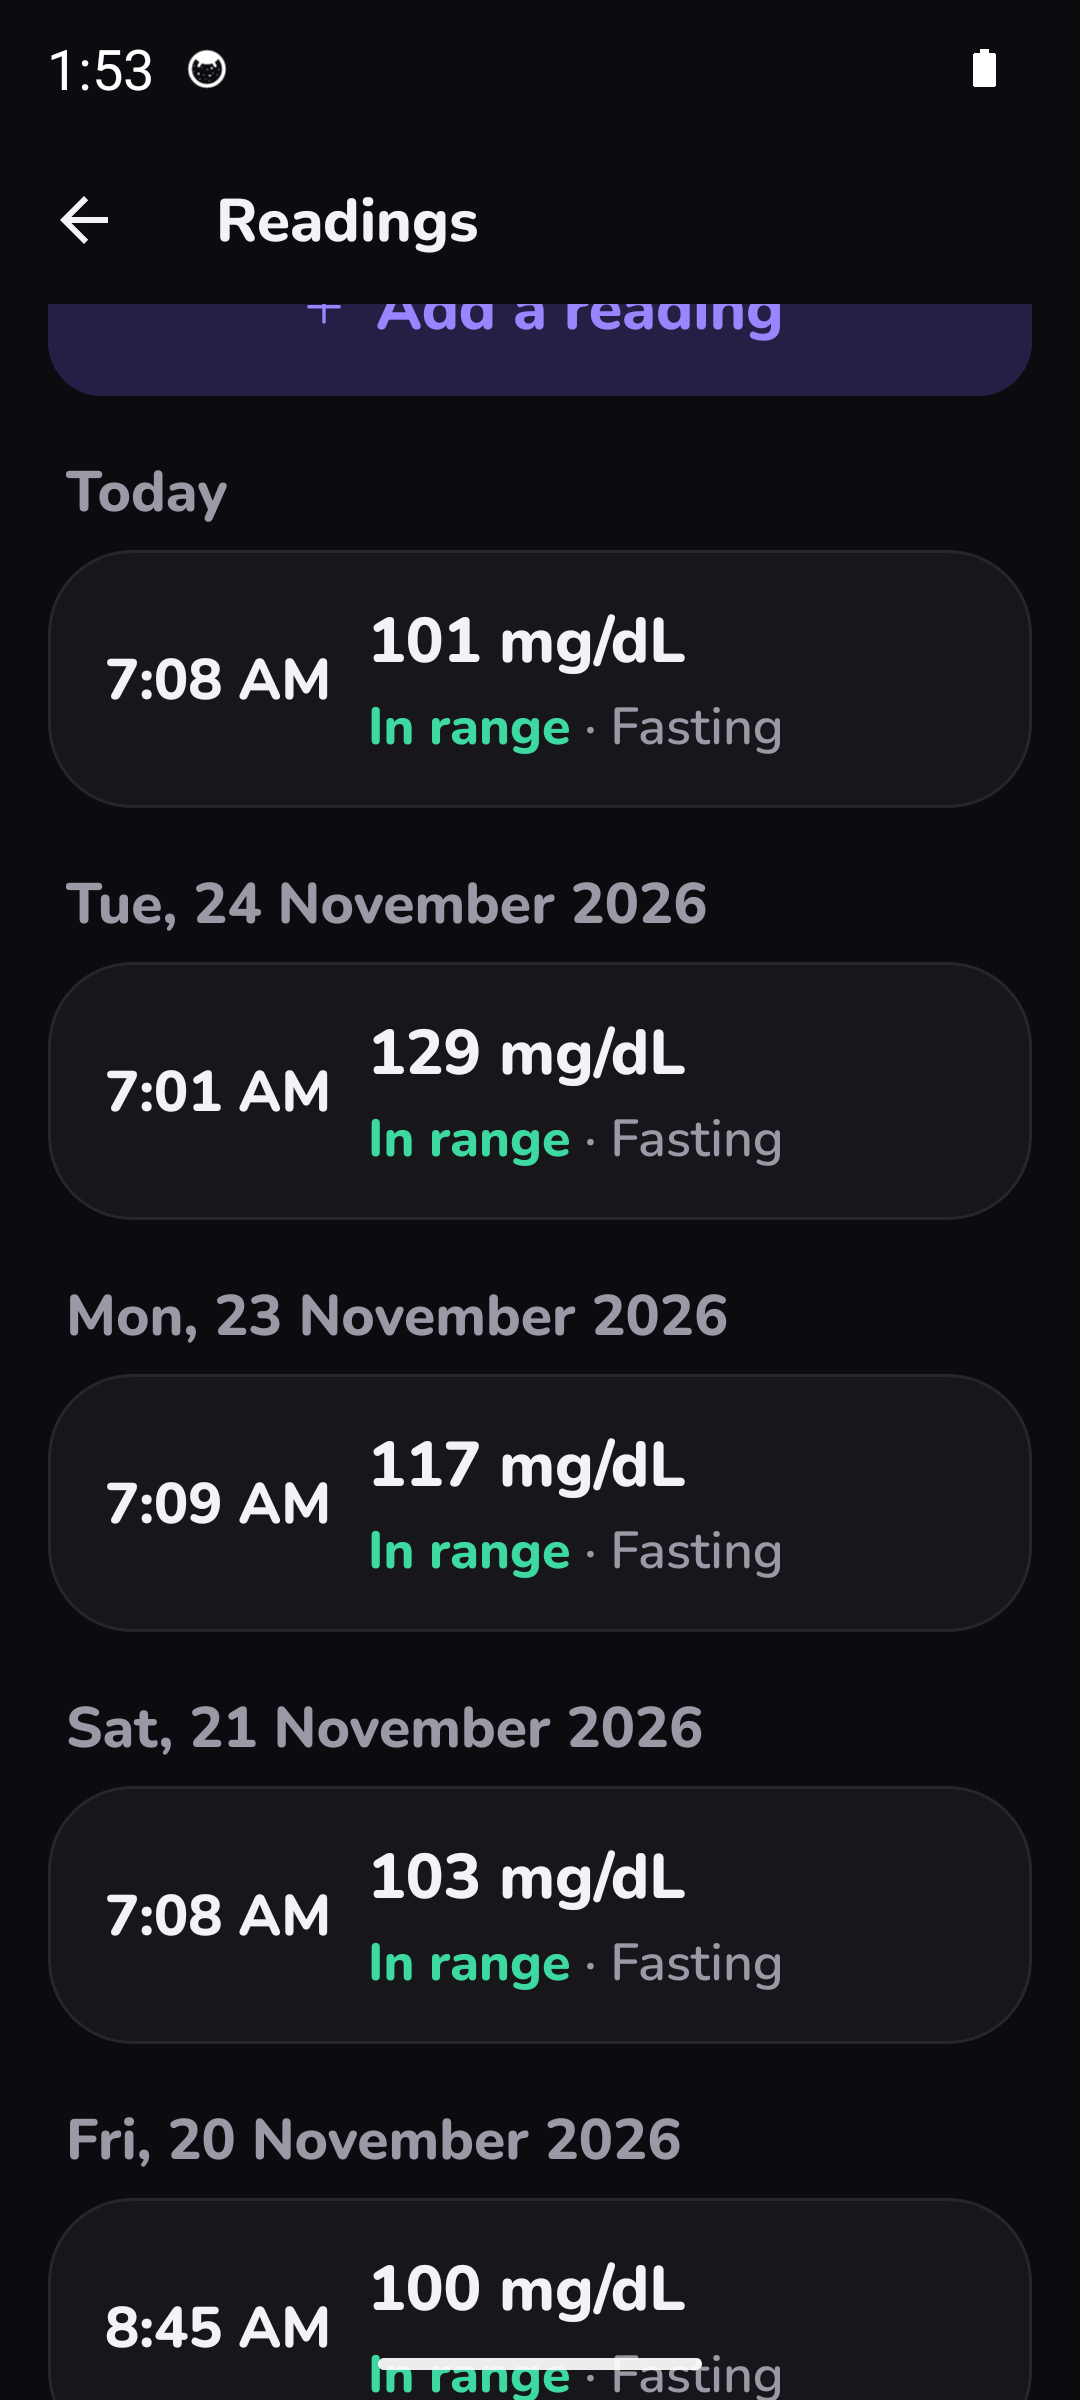 1:53
Readings
+ Add a reading
Today
7:08 AM
101 mg/dL
In range · Fasting
Tue, 24 November 2026
7:01 AM
129 mg/dL
In range · Fasting
Mon, 23 November 2026
7:09 AM
117 mg/dL
In range · Fasting
Sat, 21 November 2026
7:08 AM
103 mg/dL
In range · Fasting
Fri, 20 November 2026
8:45 AM
100 mg/dL
In range · Fasting